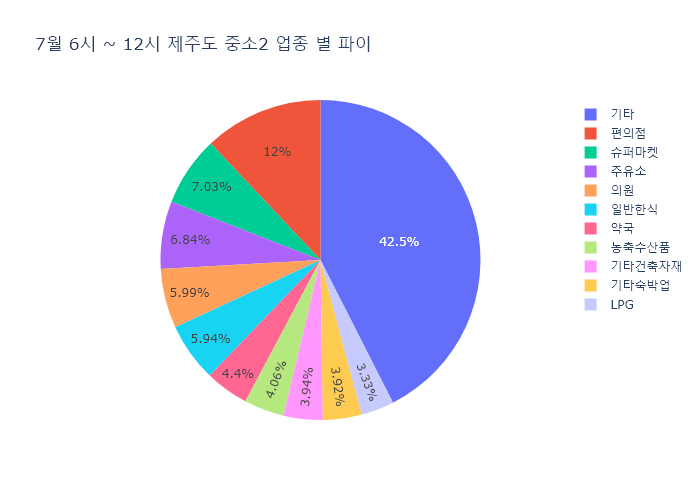 7월 6시 ~ 12시 제주도 중소2 업종 별 파이
기타
편의점
슈퍼마켓
주유소
의원
일반한식
약국
농축수산품
기타건축자재
기타숙박업
LPG
12%
7.03%
6.84%
5.99%
5.94%
4.4%
4.06%
3.94%
3.92%
3.33%
42.5%